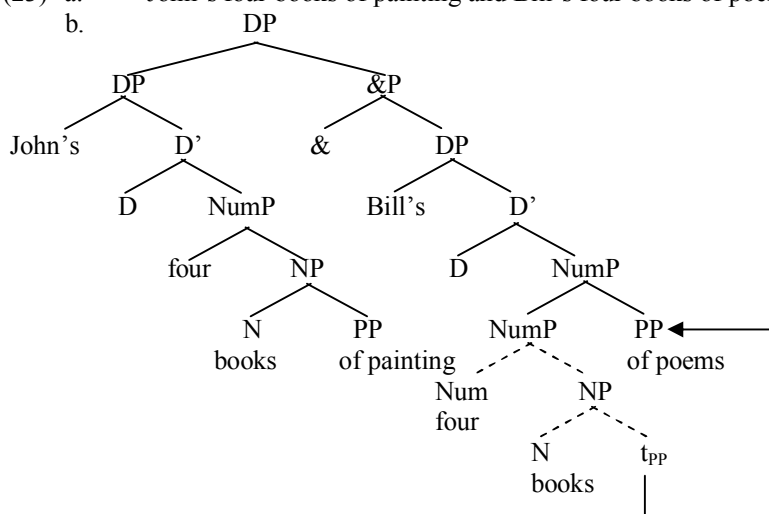 a. John's four books of painting and Bill's four books of
b. DP
DP &P
John's D' & DP
D NumP Bill's D'
four NP D NumP
N PP NumP PP
books of painting of poems
Num NP
four
N tPP
books